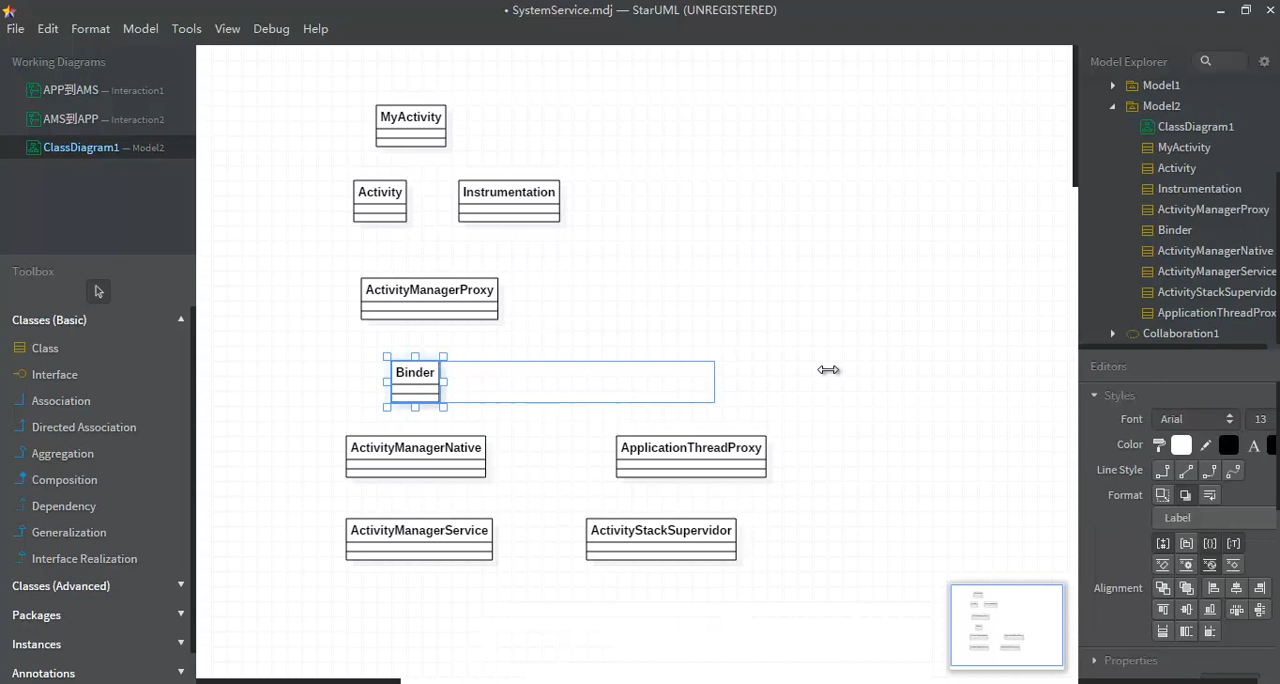 • SystemService.mdj — StarUML (UNREGISTERED)
File Edit Format Model Tools View Debug Help
Working Diagrams
APP到AMS — Interaction1
AMS到APP — Interaction2
ClassDiagram1 — Model2
Toolbox
Classes (Basic)
Class
Interface
Association
Directed Association
Aggregation
Composition
Dependency
Generalization
Interface Realization
Classes (Advanced)
Packages
Instances
Annotations
MyActivity
Activity
Instrumentation
ActivityManagerProxy
Binder
ActivityManagerNative
ApplicationThreadProxy
ActivityManagerService
ActivityStackSupervidor
Model Explorer
Model1
Model2
ClassDiagram1
MyActivity
Activity
Instrumentation
ActivityManagerProxy
Binder
ActivityManagerNative
ActivityManagerService
ActivityStackSupervido
ApplicationThreadProx
Collaboration1
Editors
Styles
Font Arial 13
Color A
Line Style
Format
Label
Alignment
Properties